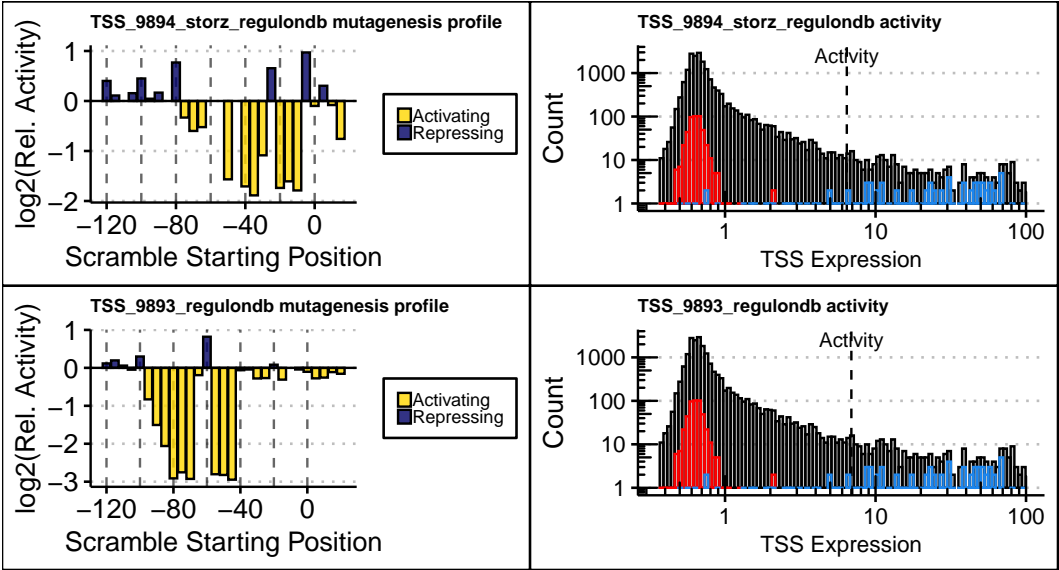 TSS_9894_storz_regulondb mutagenesis profile
log2(Rel. Activity)
1
0
−1
−2
−120
−80
−40
0
Scramble Starting Position
Activating
Repressing
TSS_9894_storz_regulondb activity
Activity
Count
1000
100
10
1
1
10
100
TSS Expression
TSS_9893_regulondb mutagenesis profile
log2(Rel. Activity)
1
0
−1
−2
−3
−120
−80
−40
0
Scramble Starting Position
Activating
Repressing
TSS_9893_regulondb activity
Activity
Count
1000
100
10
1
1
10
100
TSS Expression